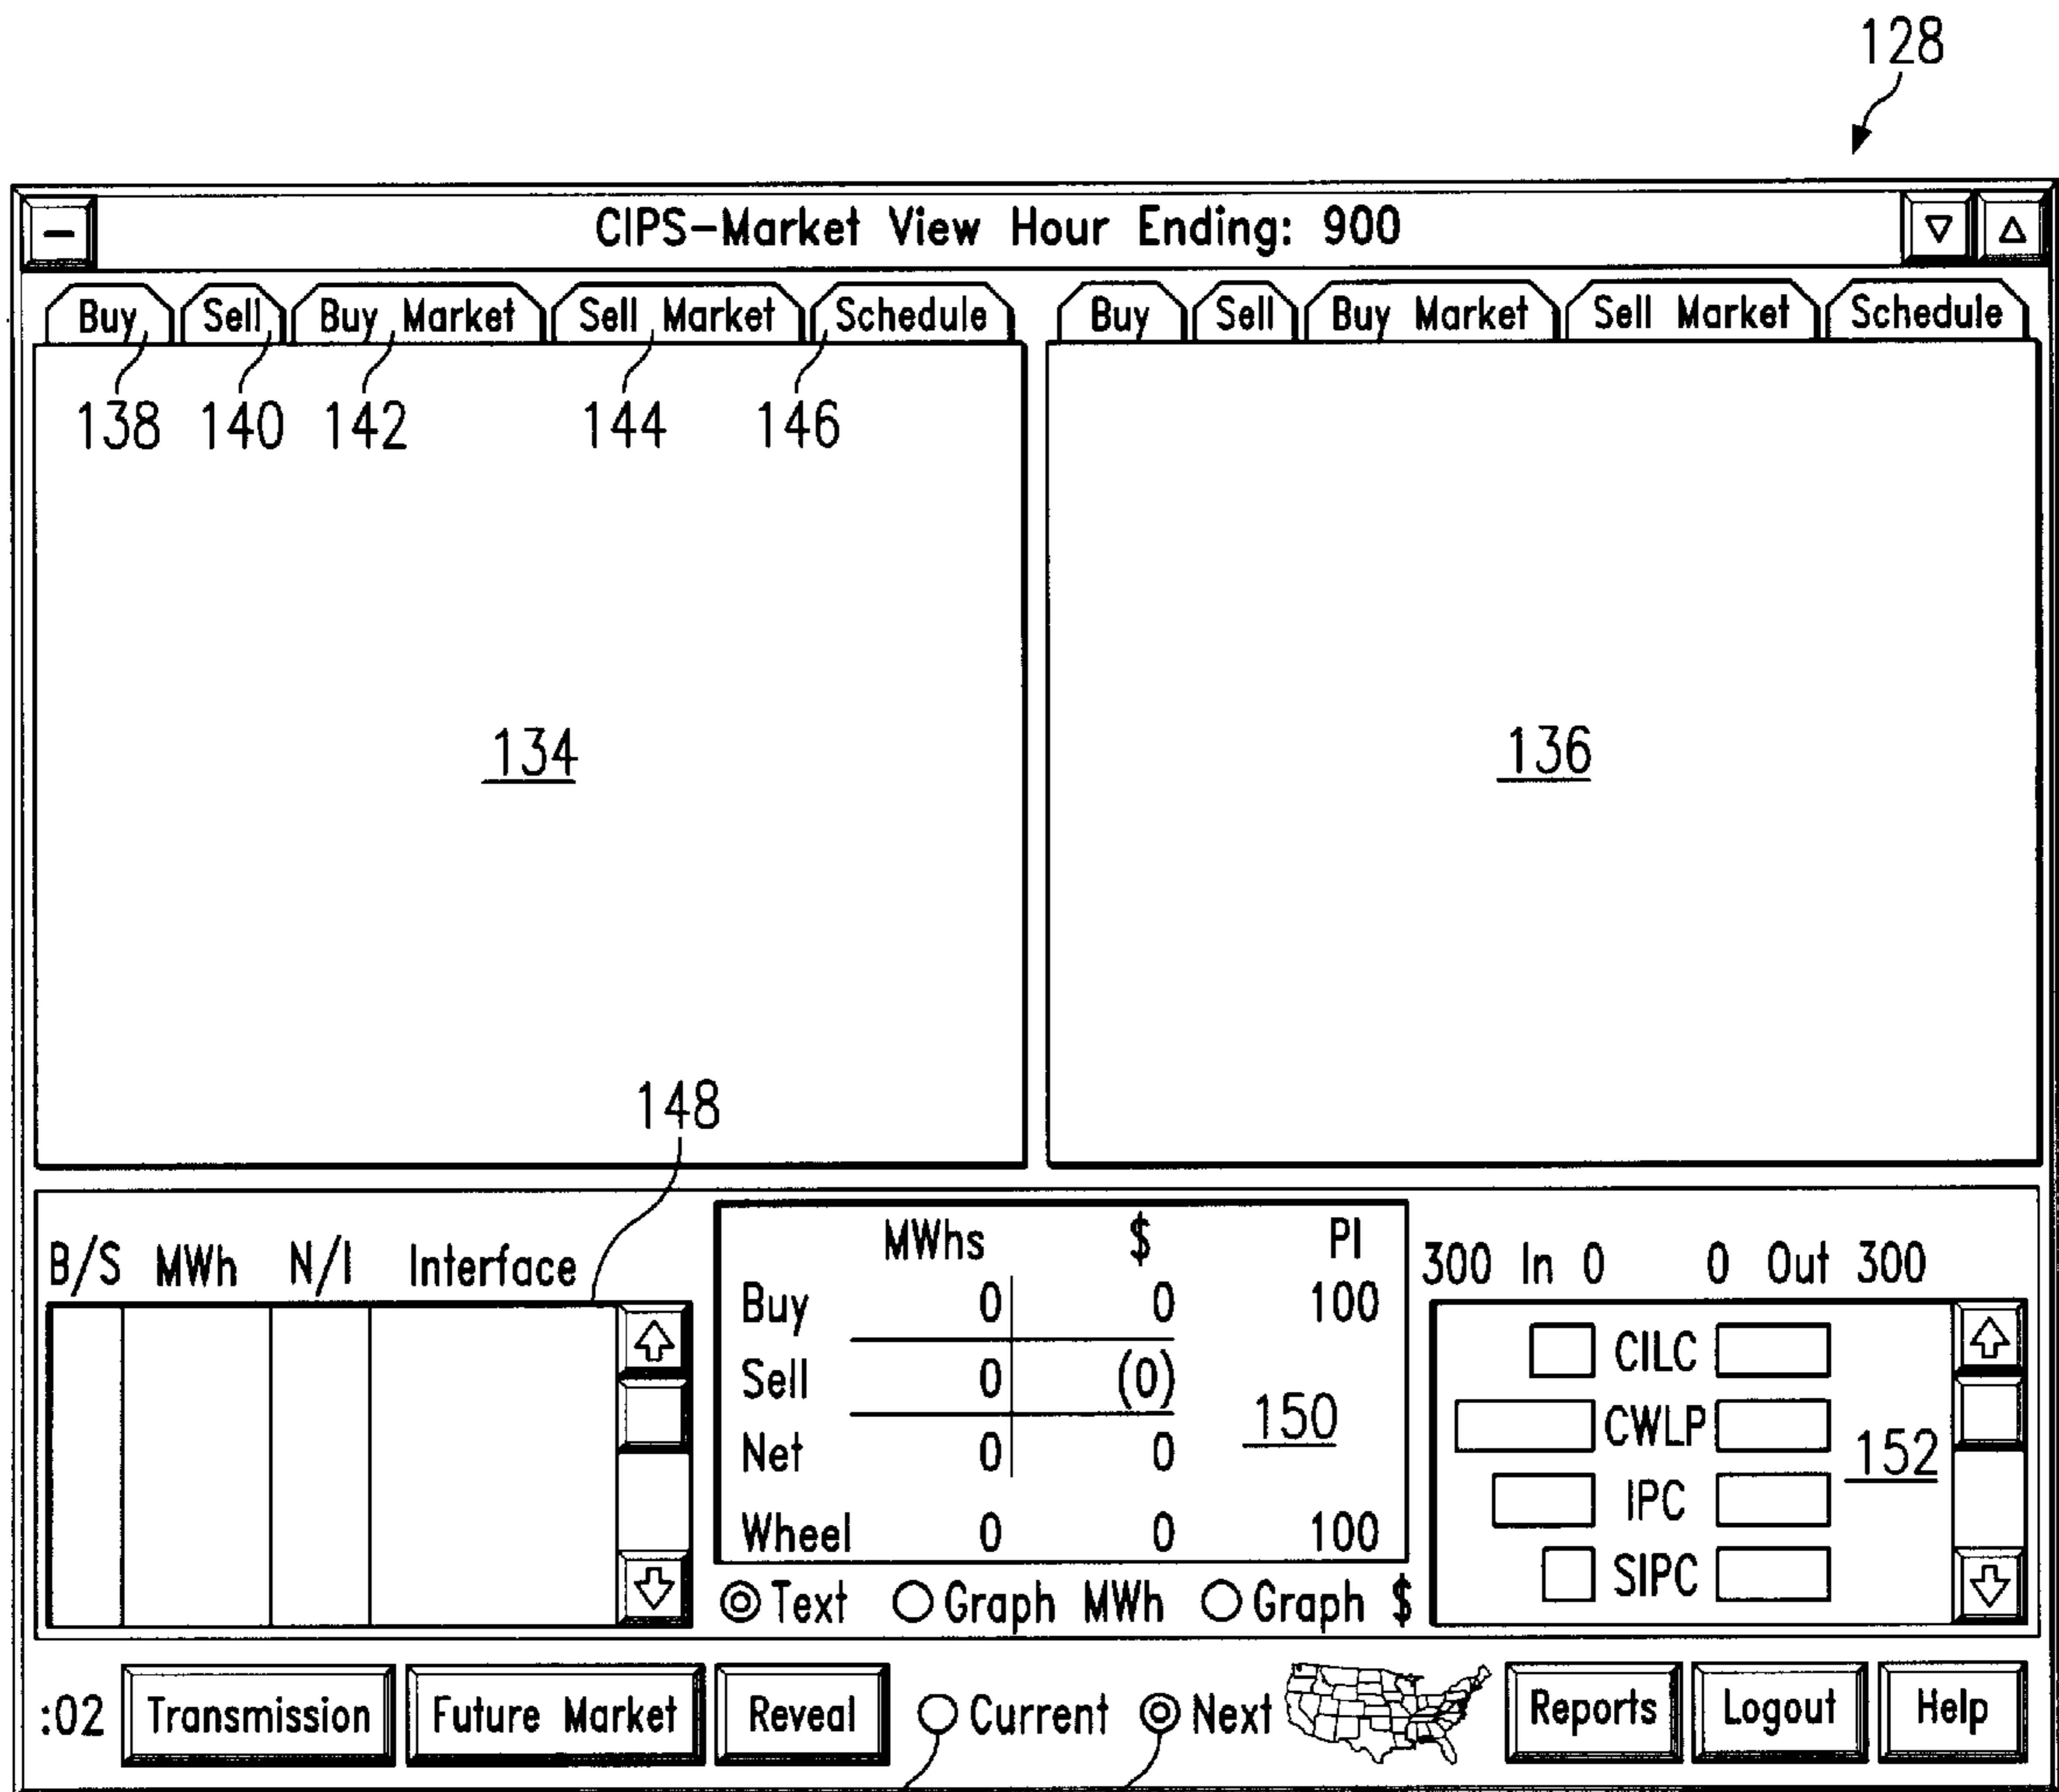 128
CIPS-Market View Hour Ending: 900
Buy Sell Buy Market Sell Market Schedule Buy Sell Buy Market Sell Market Schedule
138 140 142 144 146
134 136
148
B/S MWh N/I Interface
MWhs $ PI
Buy 0 0 100
Sell 0 (0)
Net 0 0
Wheel 0 0 100
150
Text Graph MWh Graph $
300 In 0 0 Out 300
CILC
CWLP
IPC
SIPC
152
:02 Transmission Future Market Reveal Current Next Reports Logout Help